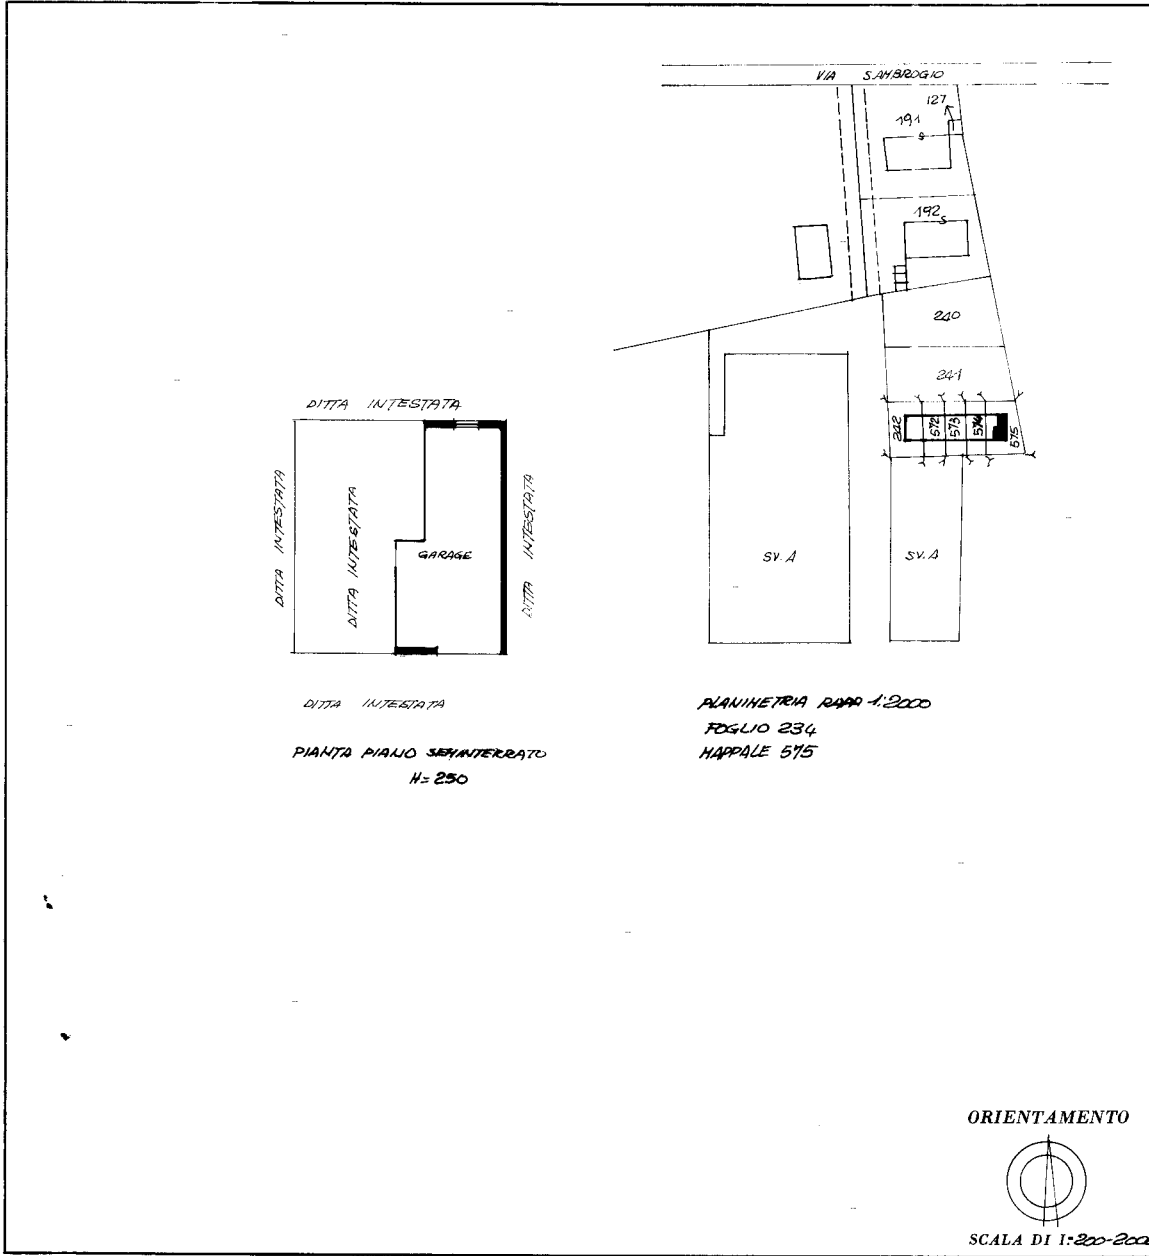 VIA S.AMBROGIO
127
191
S
192
S
240
241
242
572
573
574
575
SV. A
SV. A
DITTA INTESTATA
DITTA INTESTATA
DITTA INTESTATA
GARAGE
DITTA INTESTATA
DITTA INTESTATA
PIANTA PIANO SEMINTERRATO
H= 250
PLANIMETRIA RAPP 1:2000
FOGLIO 234
MAPPALE 575
ORIENTAMENTO
SCALA DI 1:200-2000